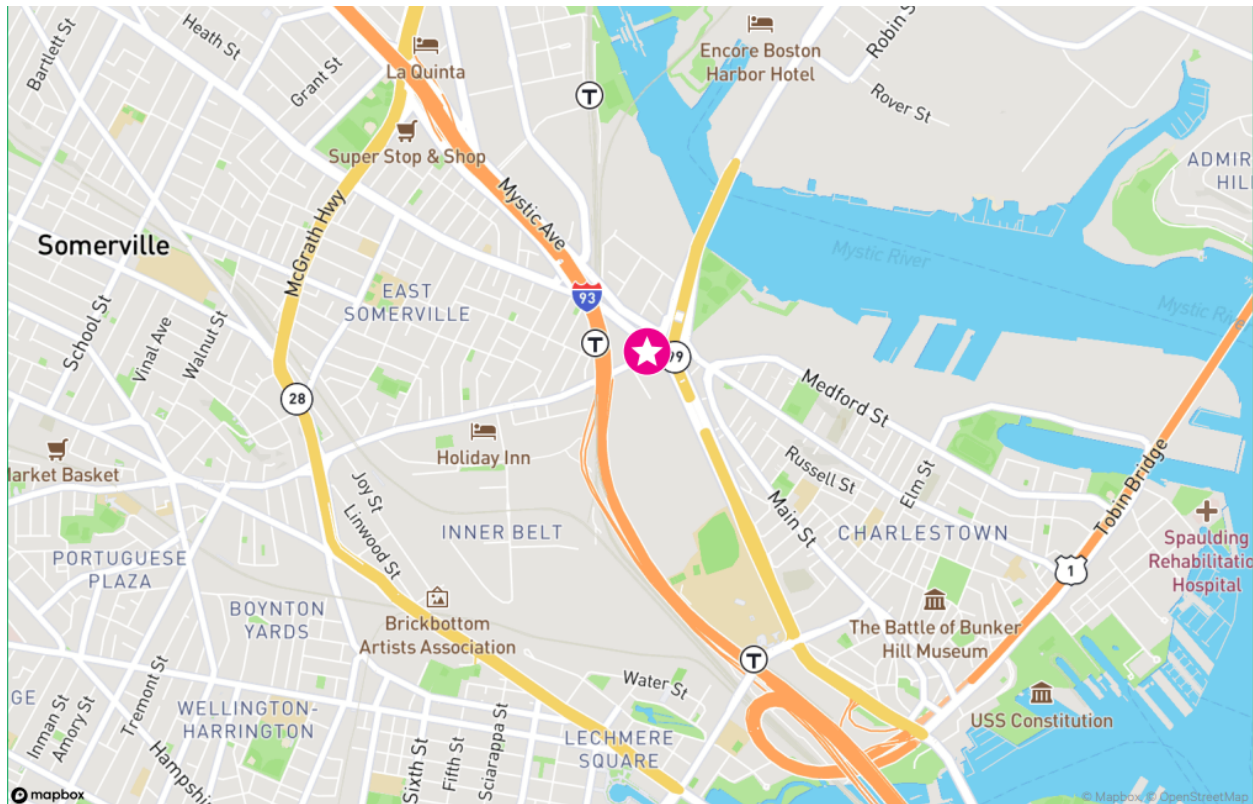 Bartlett St
Heath St
Grant St
La Quinta
Super Stop & Shop
T
Encore Boston
Harbor Hotel
Robin S
Rover St
ADMIR
HIL
Mystic Ave
McGrath Hwy
Somerville
EAST
SOMERVILLE
93
T
Mystic River
Mystic Rive
School St
Vinal Ave
Walnut St
28
99
Medford St
Holiday Inn
Market Basket
Joy St
Linwood St
INNER BELT
Russell St
Elm St
Main St
CHARLESTOWN
Tobin Bridge
1
Spaulding
Rehabilitatio
Hospital
PORTUGUESE
PLAZA
BOYNTON
YARDS
Brickbottom
Artists Association
The Battle of Bunker
Hill Museum
T
Water St
USS Constitution
GE
Inman St
Amory St
Tremont St
WELLINGTON-
HARRINGTON
Hampshir
Sixth St
Fifth St
Sciarappa St
LECHMERE
SQUARE
mapbox
© Mapbox, © OpenStreetMap